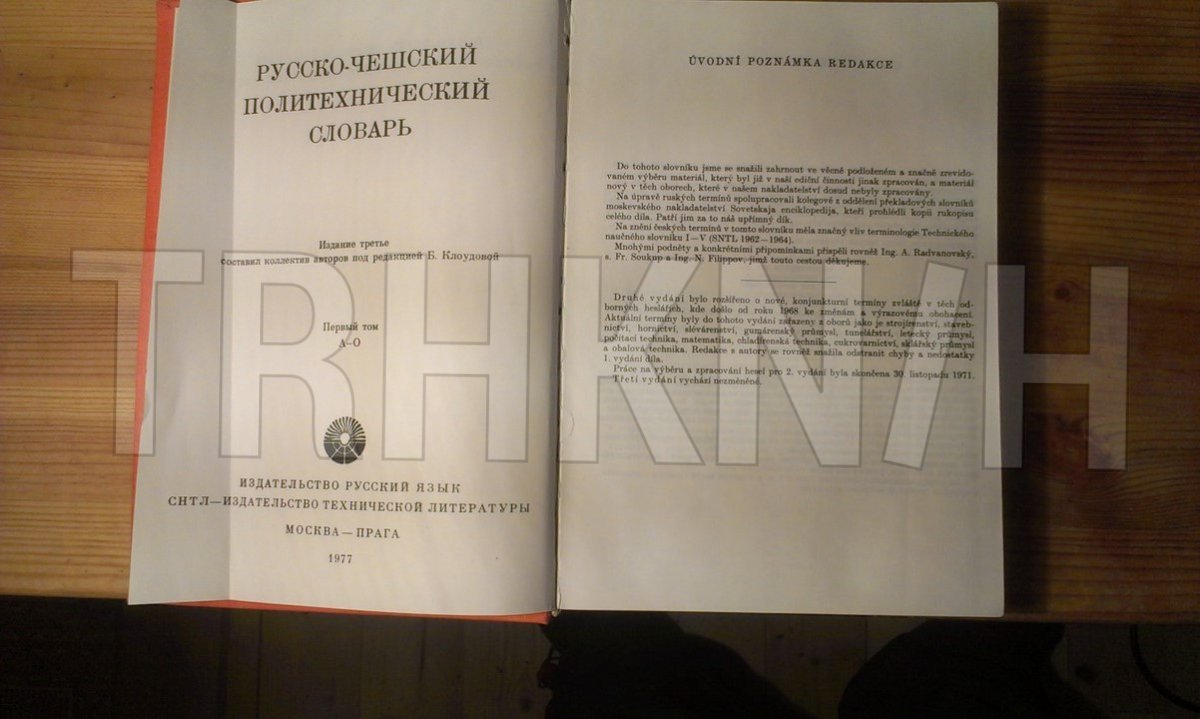 РУССКО-ЧЕШСКИЙ
ПОЛИТЕХНИЧЕСКИЙ
СЛОВАРЬ
Издание третье
Составил коллектив авторов под редакцией Б. Клоудовой
Первый том
А–О
ИЗДАТЕЛЬСТВО РУССКИЙ ЯЗЫК
СНТЛ—ИЗДАТЕЛЬСТВО ТЕХНИЧЕСКОЙ ЛИТЕРАТУРЫ
МОСКВА — ПРАГА
1977
ÚVODNÍ POZNÁMKA REDAKCE
Do tohoto slovníku jsme se snažili zahrnout ve věcně podloženém a značně zrevido-
vaném výběru materiál, který byl již v naší ediční činnosti jinak zpracován, a materiál
nový v těch oborech, které v našem nakladatelství dosud nebyly zpracovány.
Na úpravě ruských termínů spolupracovali kolegové z oddělení překladových slovníků
moskevského nakladatelství Sovetskaja enciklopedija, kteří prohlédli kopii rukopisu
celého díla. Patří jim za to náš upřímný dík.
Na znění českých termínů v tomto slovníku měla značný vliv terminologie Technického
naučného slovníku I—V (SNTL 1962—1964).
Mnohými podněty a konkrétními připomínkami přispěli rovněž Ing. A. Radvanovský,
s. Fr. Soukup a Ing. N. Filippov, jimž touto cestou děkujeme.
Druhé vydání bylo rozšířeno o nové, konjunkturní termíny zvláště v těch od-
borných heslářích, kde došlo od roku 1968 ke změnám a výrazovému obohacení.
Aktuální termíny byly do tohoto vydání zařazeny z oborů jako je strojírenství, staveb-
nictví, hornictví, slévárenství, gumárenský průmysl, tunelářství, letecký průmysl,
počítací technika, matematika, chladírenská technika, cukrovarnictví, sklářský průmysl
a obalová technika. Redakce s autory se rovněž snažila odstranit chyby a nedostatky
1. vydání díla.
Práce na výběru a zpracování hesel pro 2. vydání byla skončena 30. listopadu 1971.
Třetí vydání vychází nezměněné.
TRHKNIH